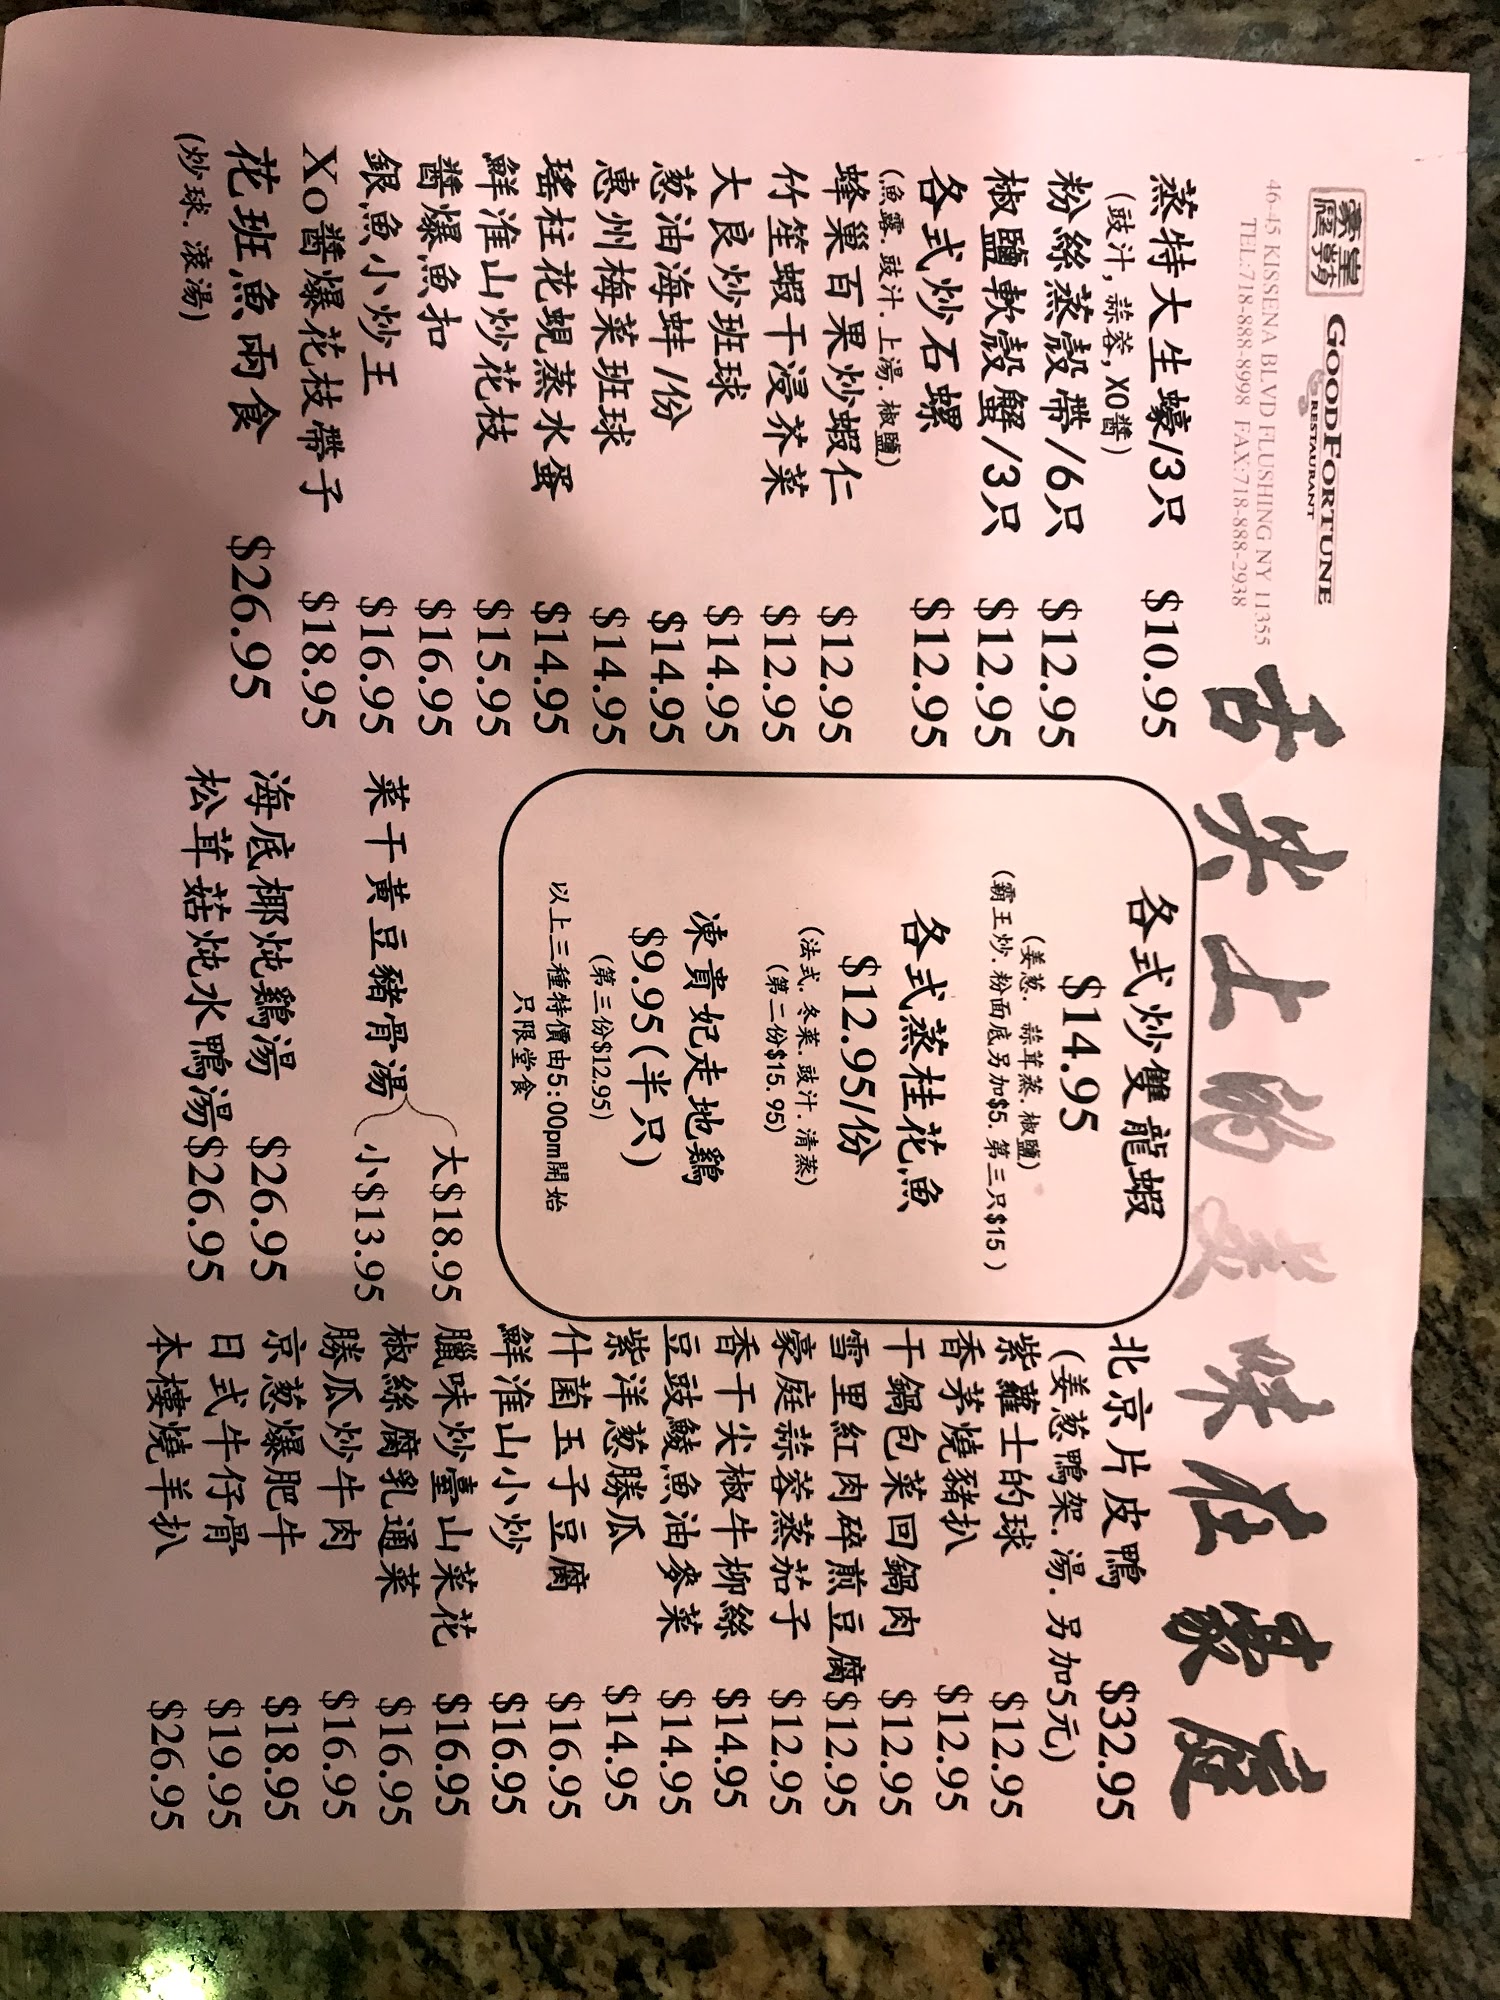 豪庭酒家
GOODFORTUNE
RESTAURANT
46-45 KISSENA BLVD FLUSHING NY 11355
TEL:718-888-8998 FAX:718-888-2938
舌尖上的美味在豪庭
蒸特大生蠔/3只 $10.95
(豉汁,蒜蓉,XO醬)
粉絲蒸殼帶/6只 $12.95
椒鹽軟殼蟹/3只 $12.95
各式炒石螺 $12.95
(魚露.豉汁.上湯.椒鹽)
蜂巢百果炒蝦仁 $12.95
竹笙蝦干浸芥菜 $12.95
大良炒班球 $14.95
葱油海蚌/份 $14.95
惠州梅菜班球 $14.95
瑤柱花蜆蒸水蛋 $14.95
鮮淮山炒花枝 $15.95
醬爆魚扣 $16.95
銀魚小炒王 $16.95
Xo醬爆花枝帶子 $18.95
花班魚兩食 $26.95
(炒球.滾湯)
各式炒雙龍蝦
$14.95
(姜葱.蒜茸蒸.椒鹽)
(霸王炒.粉面底另加$5.第三只$15)
各式蒸桂花魚
$12.95/份
(法式.冬菜.豉汁.清蒸)
(第二份$15.95)
凍貴妃走地鷄
$9.95(半只)
(第三份$12.95)
以上三種特價由5:00pm開始
只限堂食
菜干黃豆豬骨湯
大$18.95
小$13.95
海底椰炖鷄湯 $26.95
松茸菇炖水鴨湯 $26.95
北京片皮鴨 $32.95
(姜葱鴨架.湯.另加5元)
紫蘿士的球 $12.95
香茅燒豬扒 $12.95
干鍋包菜回鍋肉 $12.95
雪里紅肉碎煎豆腐 $12.95
豪庭蒜蓉蒸茄子 $12.95
香干尖椒牛柳絲 $14.95
豆豉鯪魚油麥菜 $14.95
紫洋葱勝瓜 $14.95
什菌玉子豆腐 $16.95
鮮淮山小炒 $16.95
臘味炒臺山菜花 $16.95
椒絲腐乳通菜 $16.95
勝瓜炒牛肉 $16.95
京葱爆肥牛 $18.95
日式牛仔骨 $19.95
本樓燒羊扒 $26.95